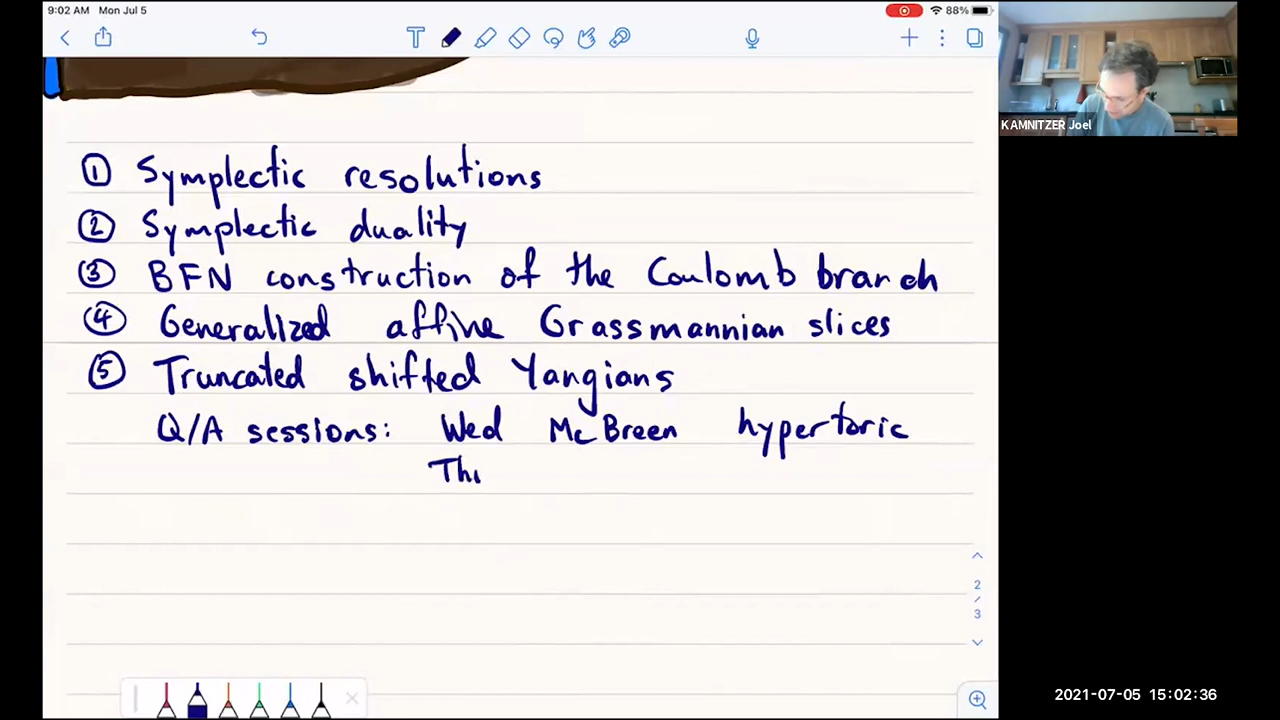 9:02 AM Mon Jul 5
88%
KAMNITZER Joel
① Symplectic resolutions
② Symplectic duality
③ BFN construction of the Coulomb branch
④ Generalized affine Grassmannian slices
⑤ Truncated shifted Yangians
Q/A sessions: Wed McBreen hypertoric
Thu
2
/
3
2021-07-05 15:02:36